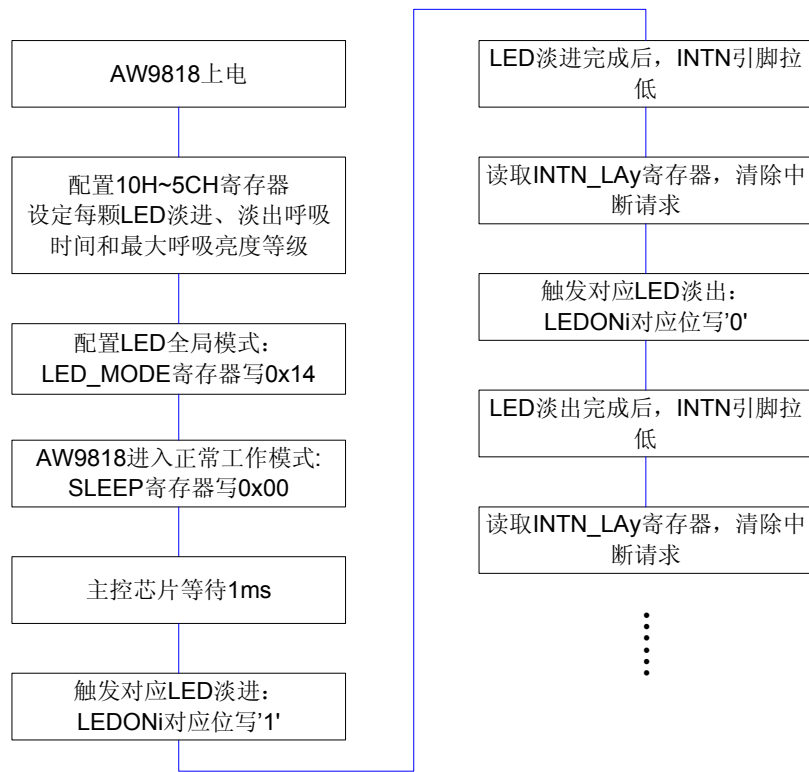 AW9818上电
配置10H~5CH寄存器
设定每颗LED淡进、淡出呼吸
时间和最大呼吸亮度等级
配置LED全局模式：
LED_MODE寄存器写0x14
AW9818进入正常工作模式:
SLEEP寄存器写0x00
主控芯片等待1ms
触发对应LED淡进：
LEDONi对应位写'1'
LED淡进完成后，INTN引脚拉
低
读取INTN_LAy寄存器，清除中
断请求
触发对应LED淡出：
LEDONi对应位写'0'
LED淡出完成后，INTN引脚拉
低
读取INTN_LAy寄存器，清除中
断请求
……